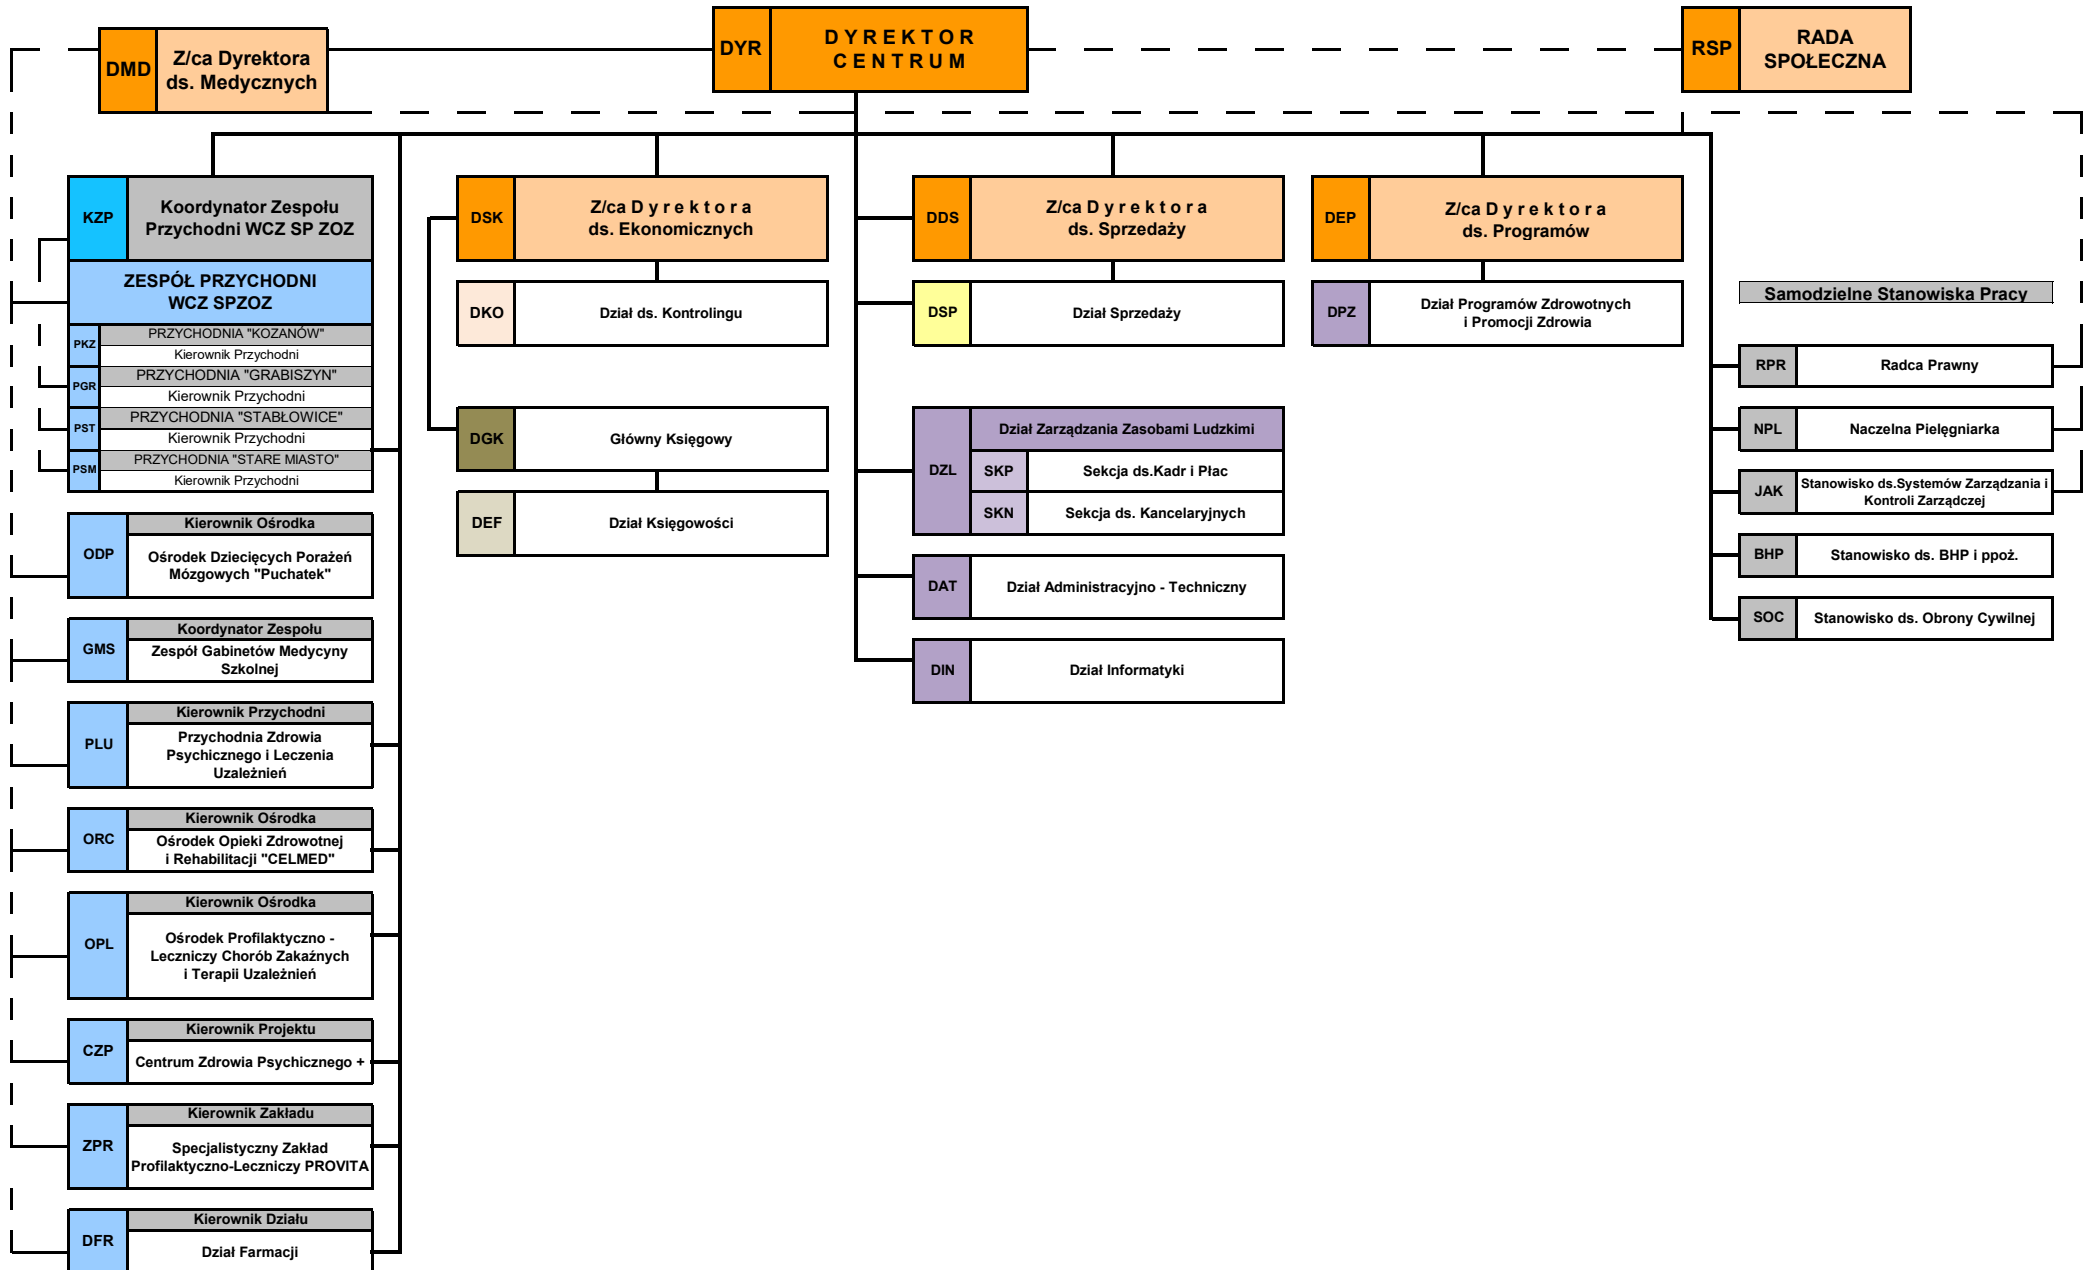 DMD
Z/ca Dyrektora
ds. Medycznych
DYR
D Y R E K T O R
C E N T R U M
RSP
RADA
SPOŁECZNA
KZP
Koordynator Zespołu
Przychodni WCZ SP ZOZ
ZESPÓŁ PRZYCHODNI
WCZ SPZOZ
PKZ
PRZYCHODNIA "KOZANÓW"
Kierownik Przychodni
PGR
PRZYCHODNIA "GRABISZYN"
Kierownik Przychodni
PST
PRZYCHODNIA "STABŁOWICE"
Kierownik Przychodni
PSM
PRZYCHODNIA "STARE MIASTO"
Kierownik Przychodni
ODP
Kierownik Ośrodka
Ośrodek Dziecięcych Porażeń
Mózgowych "Puchatek"
GMS
Koordynator Zespołu
Zespół Gabinetów Medycyny
Szkolnej
PLU
Kierownik Przychodni
Przychodnia Zdrowia
Psychicznego i Leczenia
Uzależnień
ORC
Kierownik Ośrodka
Ośrodek Opieki Zdrowotnej
i Rehabilitacji "CELMED"
OPL
Kierownik Ośrodka
Ośrodek Profilaktyczno -
Leczniczy Chorób Zakaźnych
i Terapii Uzależnień
CZP
Kierownik Projektu
Centrum Zdrowia Psychicznego +
ZPR
Kierownik Zakładu
Specjalistyczny Zakład
Profilaktyczno-Leczniczy PROVITA
DFR
Kierownik Działu
Dział Farmacji
DSK
Z/ca D y r e k t o r a
ds. Ekonomicznych
DKO
Dział ds. Kontrolingu
DGK
Główny Księgowy
DEF
Dział Księgowości
DDS
Z/ca D y r e k t o r a
ds. Sprzedaży
DSP
Dział Sprzedaży
DZL
Dział Zarządzania Zasobami Ludzkimi
SKP
Sekcja ds.Kadr i Płac
SKN
Sekcja ds. Kancelaryjnych
DAT
Dział Administracyjno - Techniczny
DIN
Dział Informatyki
DEP
Z/ca D y r e k t o r a
ds. Programów
DPZ
Dział Programów Zdrowotnych
i Promocji Zdrowia
Samodzielne Stanowiska Pracy
RPR
Radca Prawny
NPL
Naczelna Pielęgniarka
JAK
Stanowisko ds.Systemów Zarządzania i
Kontroli Zarządczej
BHP
Stanowisko ds. BHP i ppoż.
SOC
Stanowisko ds. Obrony Cywilnej